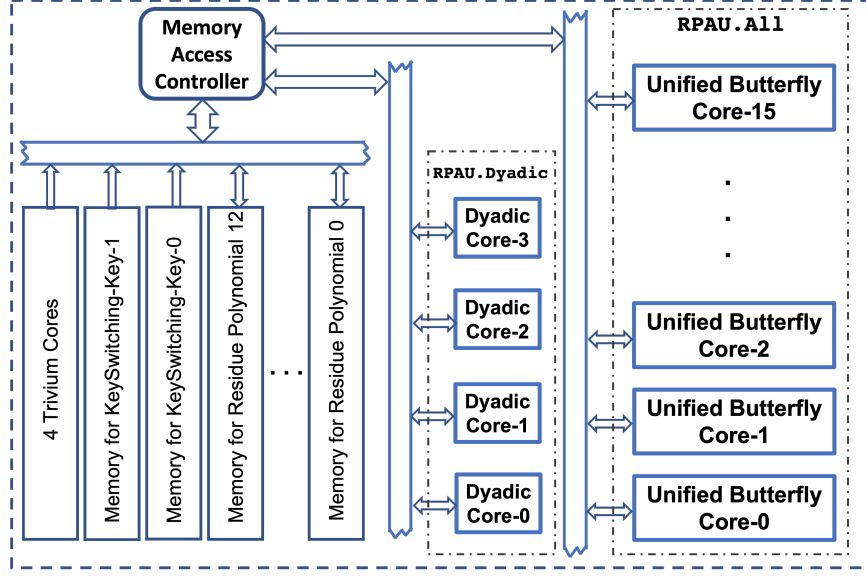 Memory
Access
Controller
4 Trivium Cores
Memory for KeySwitching-Key-1
Memory for KeySwitching-Key-0
Memory for Residue Polynomial 12
...
Memory for Residue Polynomial 0
RPAU.Dyadic
Dyadic
Core-3
Dyadic
Core-2
Dyadic
Core-1
Dyadic
Core-0
RPAU.All
Unified Butterfly
Core-15
.
.
.
Unified Butterfly
Core-2
Unified Butterfly
Core-1
Unified Butterfly
Core-0